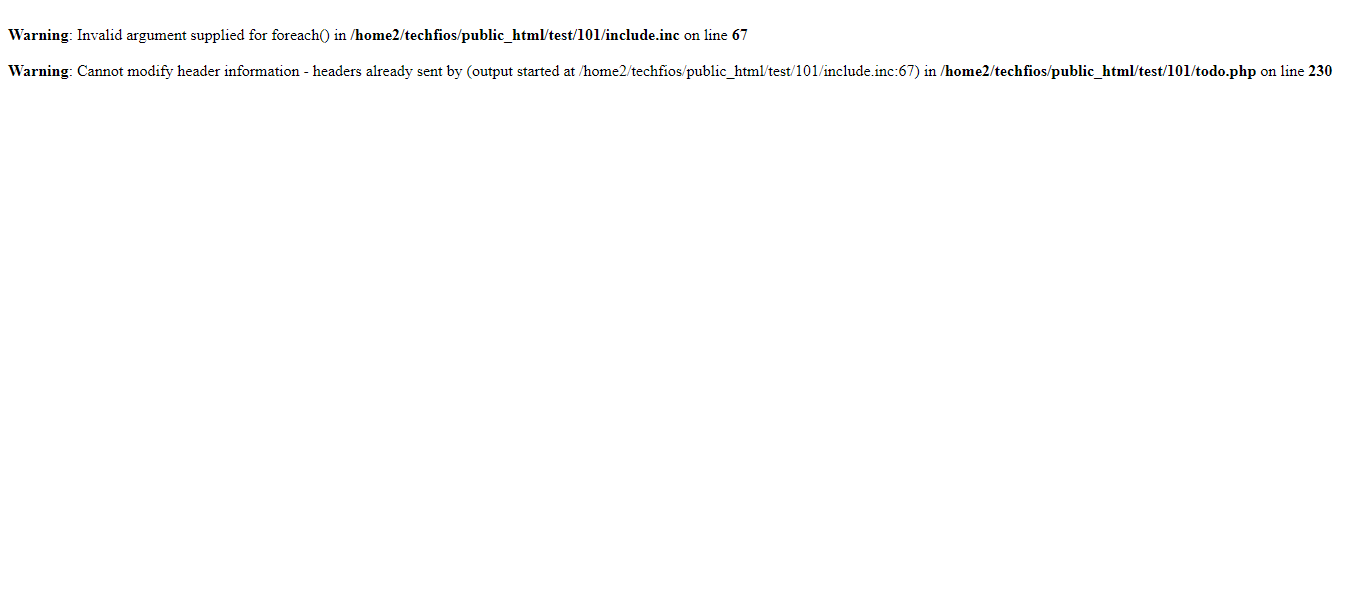 Warning: Invalid argument supplied for foreach() in /home2/techfios/public_html/test/101/include.inc on line 67
Warning: Cannot modify header information - headers already sent by (output started at /home2/techfios/public_html/test/101/include.inc:67) in /home2/techfios/public_html/test/101/todo.php on line 230